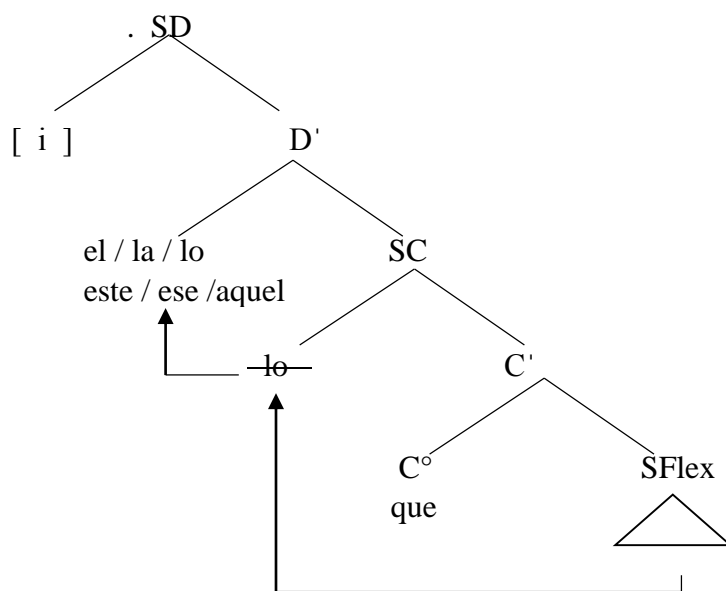 . SD
[ i ] D'
el / la / lo SC
este / ese /aquel
lo C'
C° SFlex
que